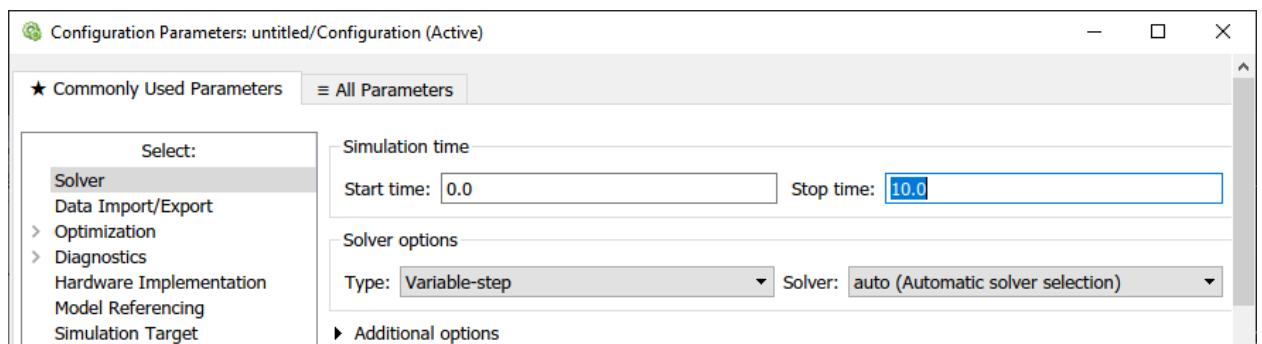 Configuration Parameters: untitled/Configuration (Active)
★ Commonly Used Parameters
≡ All Parameters
Select:
Solver
Data Import/Export
Optimization
Diagnostics
Hardware Implementation
Model Referencing
Simulation Target
Simulation time
Start time: 0.0 Stop time: 10.0
Solver options
Type: Variable-step Solver: auto (Automatic solver selection)
Additional options